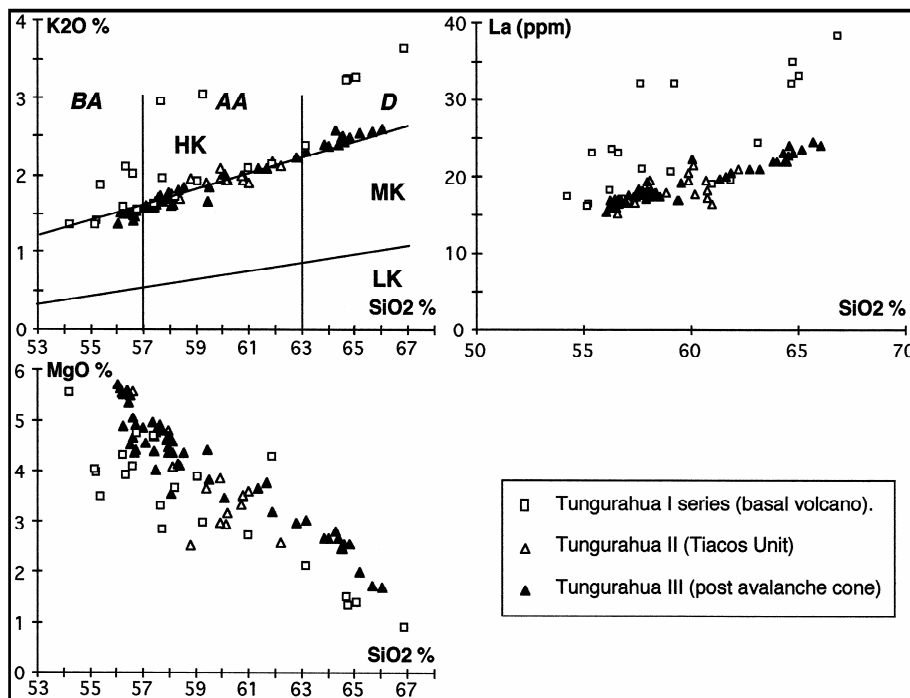 K2O %
4
3
2
1
0
BA
AA
D
HK
MK
LK
SiO2 %
53 55 57 59 61 63 65 67
La (ppm)
40
30
20
10
0
SiO2 %
50 55 60 65 70
MgO %
6
5
4
3
2
1
0
SiO2 %
53 55 57 59 61 63 65 67
Tungurahua I series (basal volcano).
Tungurahua II (Tiacos Unit)
Tungurahua III (post avalanche cone)